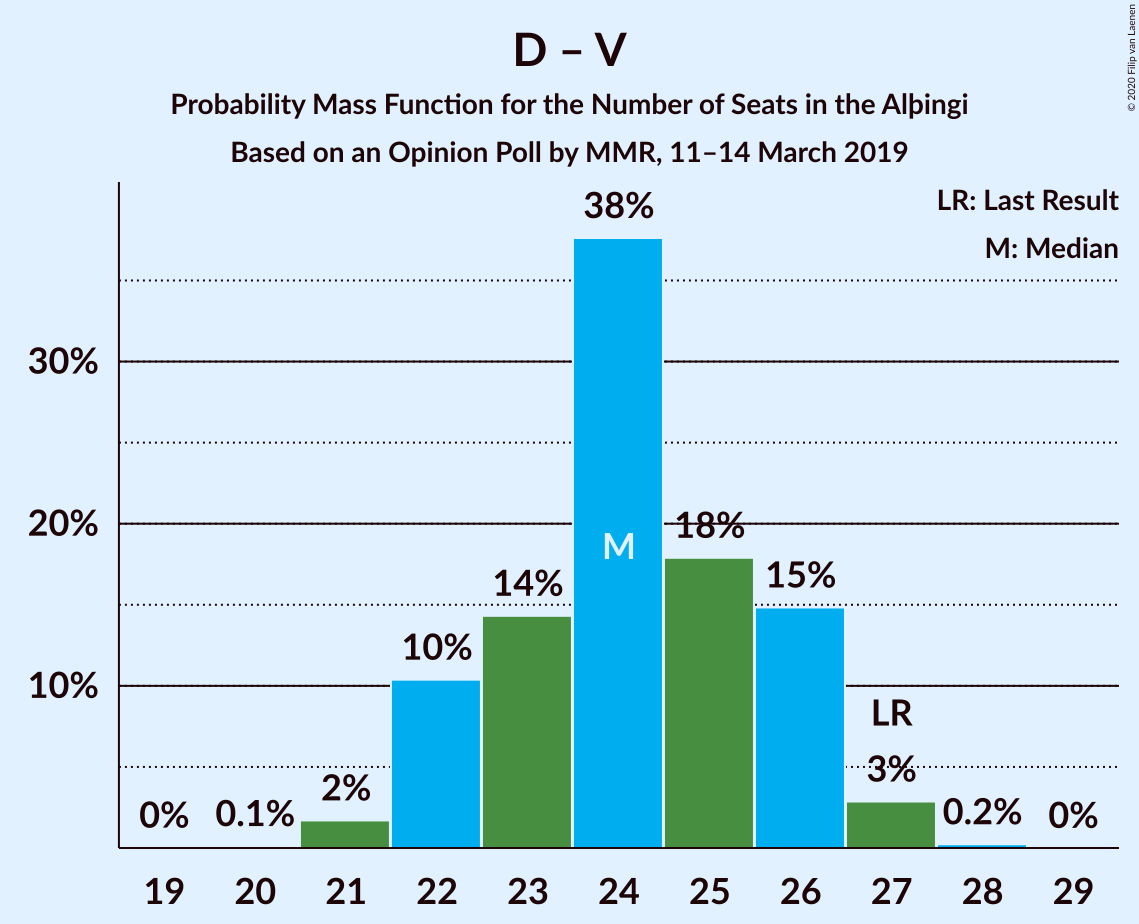 D – V
Probability Mass Function for the Number of Seats in the Alþingi
Based on an Opinion Poll by MMR, 11–14 March 2019
© 2020 Filip van Laenen
LR: Last Result
M: Median
38%
30%
20%
18%
M
14%
15%
10%
10%
LR
3%
2%
0%
0.1%
0.2%
0%
19 20 21 22 23 24 25 26 27 28 29